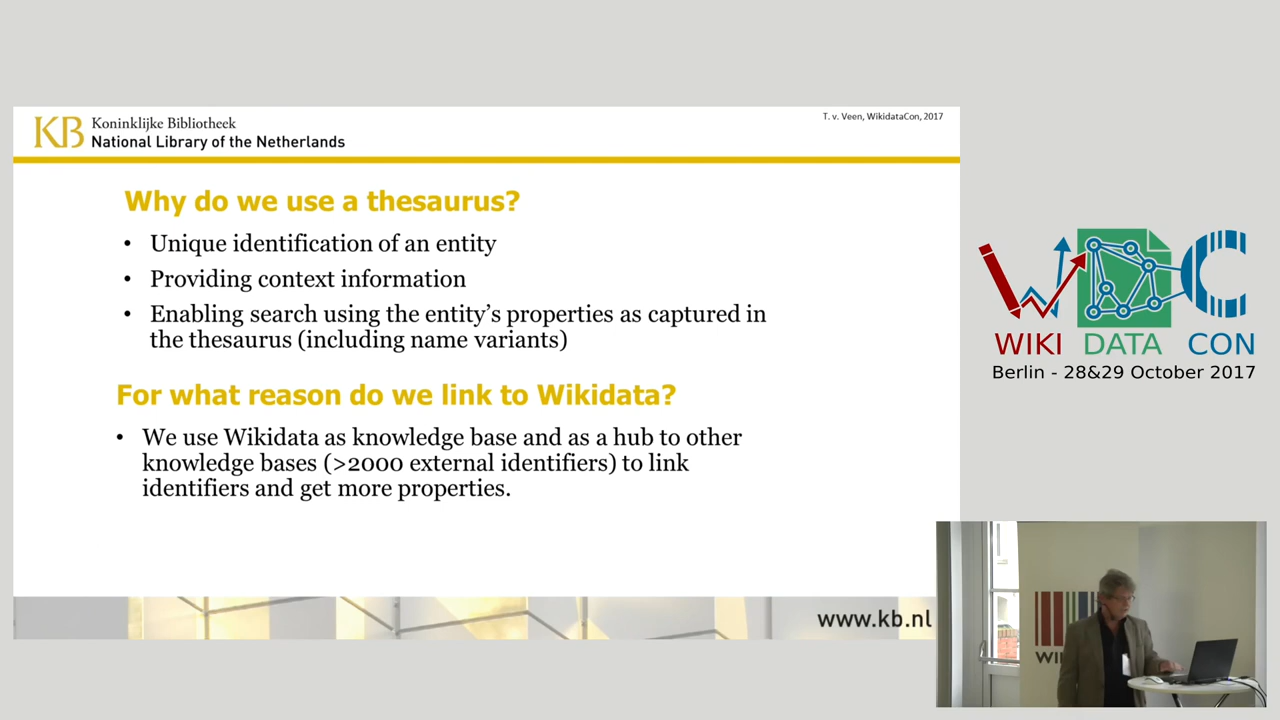 KB Koninklijke Bibliotheek
National Library of the Netherlands
T. v. Veen, WikidataCon, 2017
Why do we use a thesaurus?
• Unique identification of an entity
• Providing context information
• Enabling search using the entity's properties as captured in
the thesaurus (including name variants)
For what reason do we link to Wikidata?
• We use Wikidata as knowledge base and as a hub to other
knowledge bases (>2000 external identifiers) to link
identifiers and get more properties.
www.kb.nl
WDC
WIKI DATA CON
Berlin - 28&29 October 2017